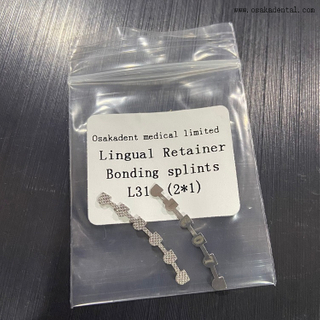 www.osakadental.com
Osakadent medical limited
Lingual Retainer
Bonding splints
L31 (2*1)